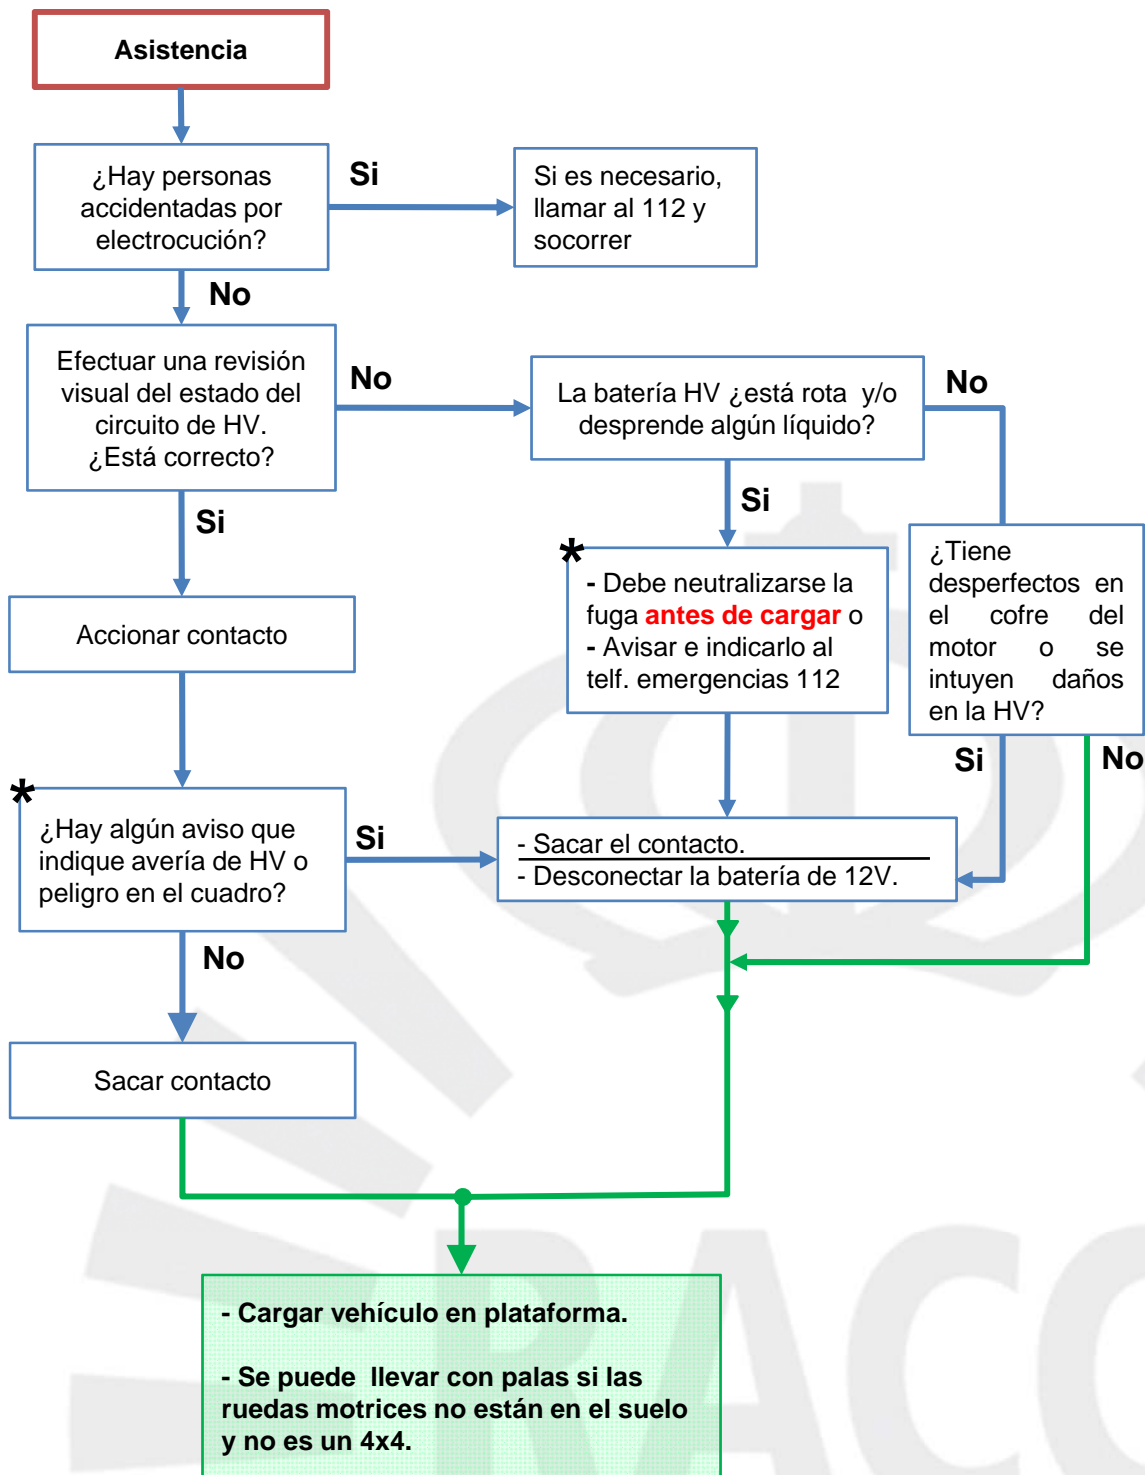 Asistencia
¿Hay personas
accidentadas por
electrocución?
Si
Si es necesario,
llamar al 112 y
socorrer
No
Efectuar una revisión
visual del estado del
circuito de HV.
¿Está correcto?
No
La batería HV ¿está rota y/o
desprende algún líquido?
No
Si
Si
*
- Debe neutralizarse la
fuga antes de cargar o
- Avisar e indicarlo al
telf. emergencias 112
¿Tiene
desperfectos en
el cofre del
motor o se
intuyen daños
en la HV?
Accionar contacto
Si
No
*
¿Hay algún aviso que
indique avería de HV o
peligro en el cuadro?
Si
- Sacar el contacto.
- Desconectar la batería de 12V.
No
Sacar contacto
- Cargar vehículo en plataforma.
- Se puede llevar con palas si las
ruedas motrices no están en el suelo
y no es un 4x4.
RACC